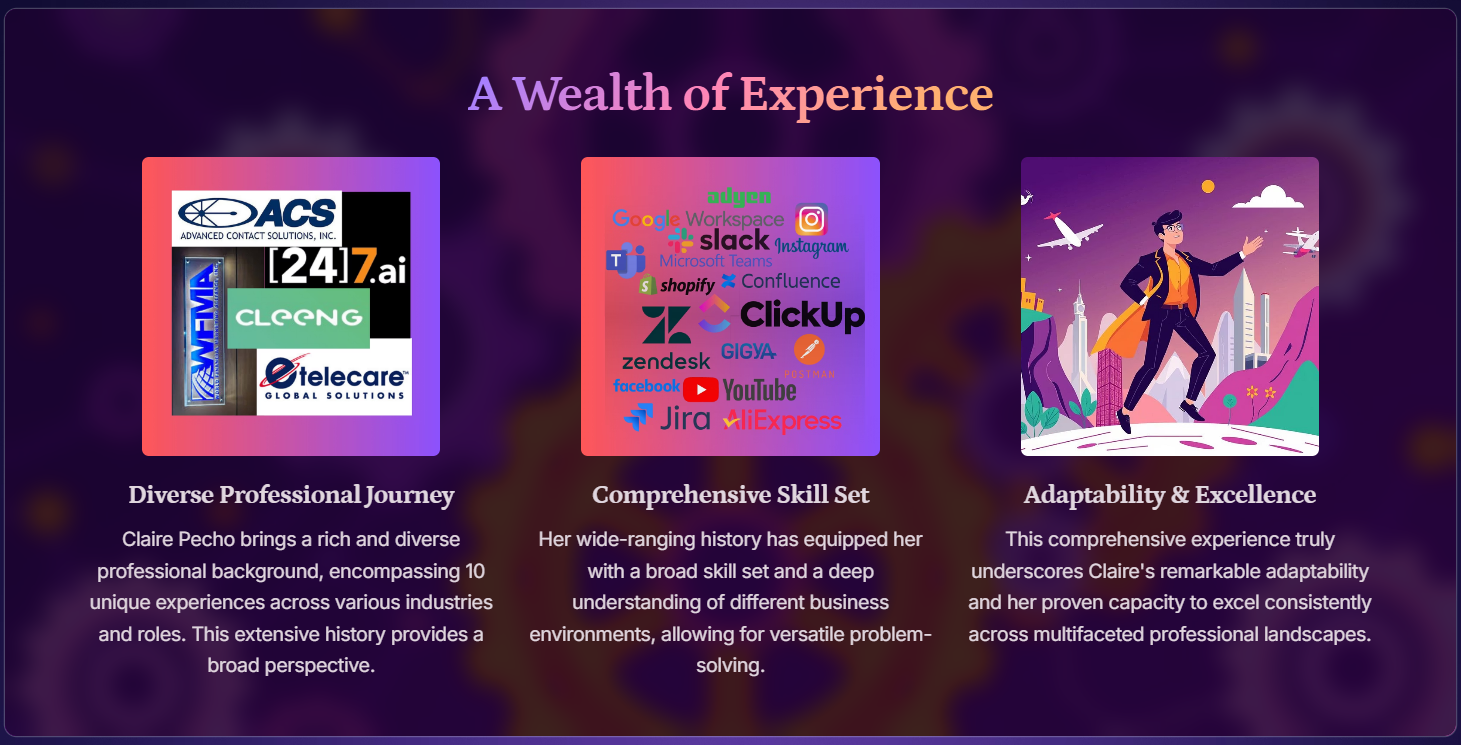 A Wealth of Experience
ACS
ADVANCED CONTACT SOLUTIONS, INC.
[24]7.ai
WFMA
CLEENG
etelecare™
GLOBAL SOLUTIONS
adyen
Google Workspace
slack
Instagram
T
Microsoft Teams
shopify
Confluence
ClickUp
zendesk
GIGYA
POSTMAN
facebook
YouTube
Jira
AliExpress
Diverse Professional Journey
Claire Pecho brings a rich and diverse
professional background, encompassing 10
unique experiences across various industries
and roles. This extensive history provides a
broad perspective.
Comprehensive Skill Set
Her wide-ranging history has equipped her
with a broad skill set and a deep
understanding of different business
environments, allowing for versatile problem-
solving.
Adaptability & Excellence
This comprehensive experience truly
underscores Claire's remarkable adaptability
and her proven capacity to excel consistently
across multifaceted professional landscapes.